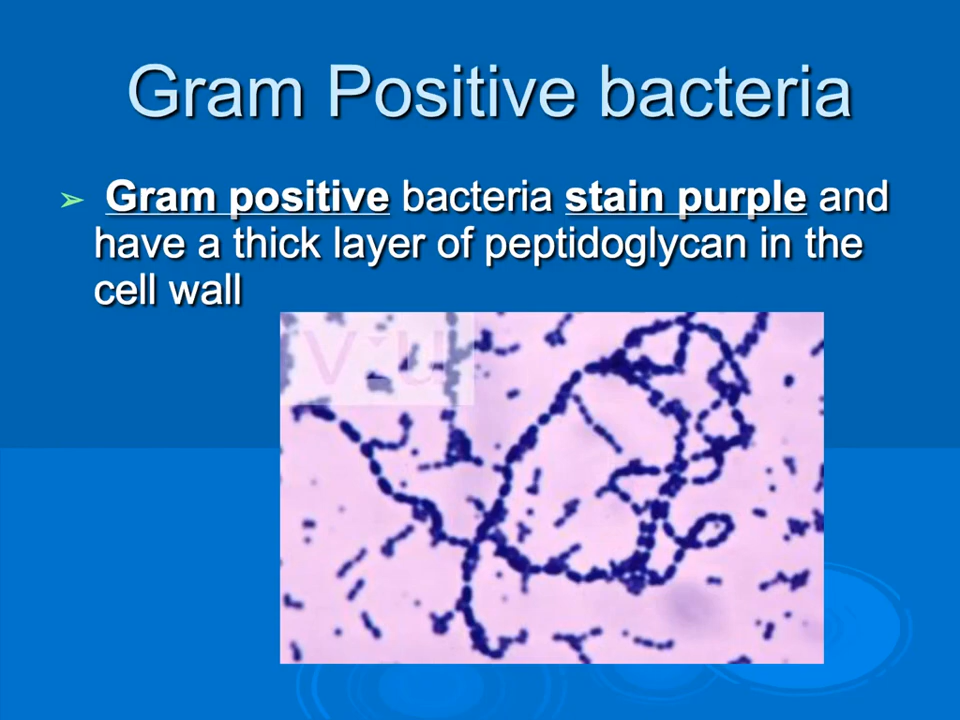 Gram Positive bacteria
➢ Gram positive bacteria stain purple and
have a thick layer of peptidoglycan in the
cell wall